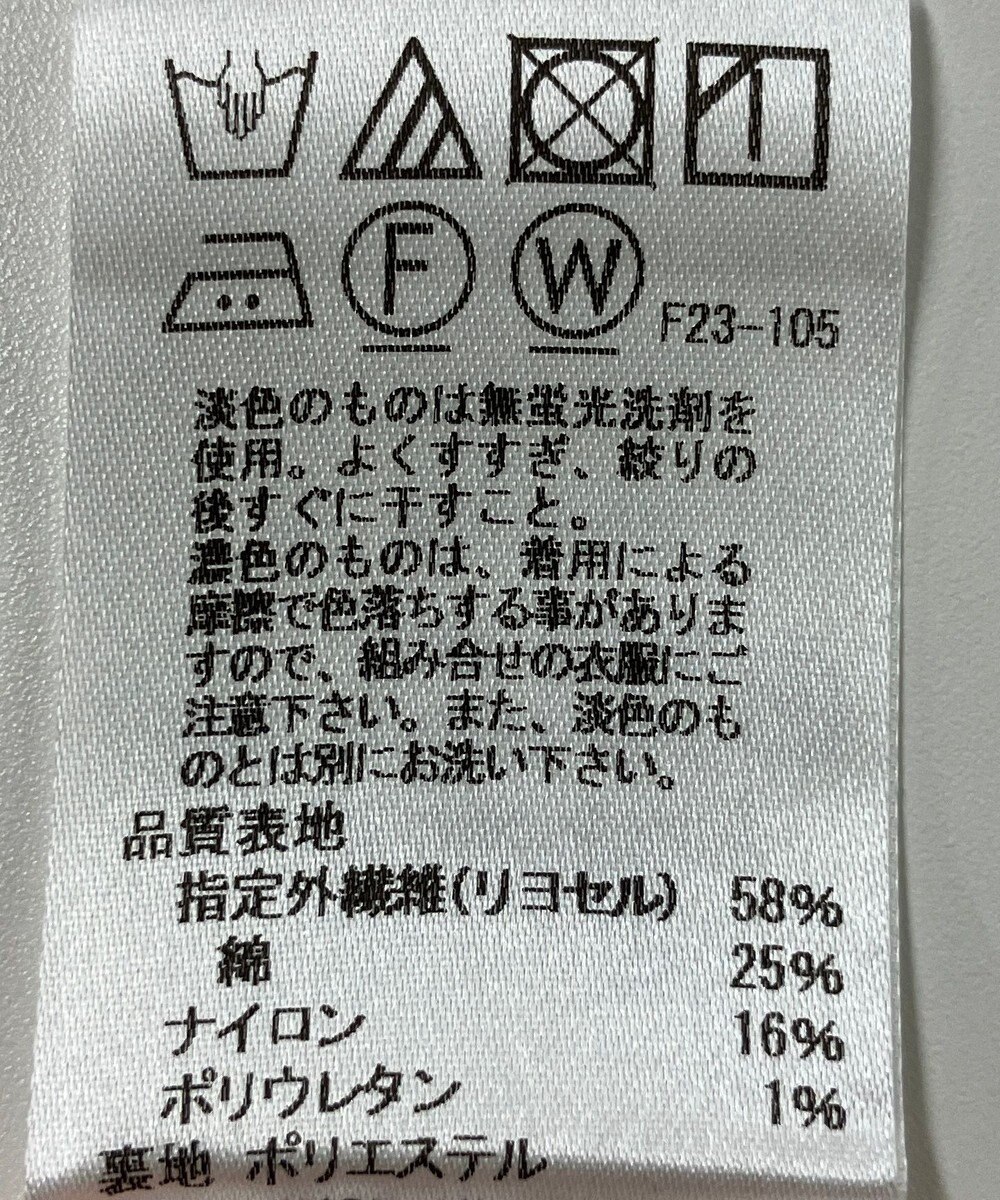 F W F23-105
淡色のものは無蛍光洗剤を
使用。よくすすぎ、絞りの
後すぐに干すこと。
濃色のものは、着用による
摩擦で色落ちする事がありま
すので、組み合せの衣服にご
注意下さい。また、淡色のも
のとは別にお洗い下さい。
品質表地
指定外繊維(リヨセル) 58%
綿 25%
ナイロン 16%
ポリウレタン 1%
裏地 ポリエステル